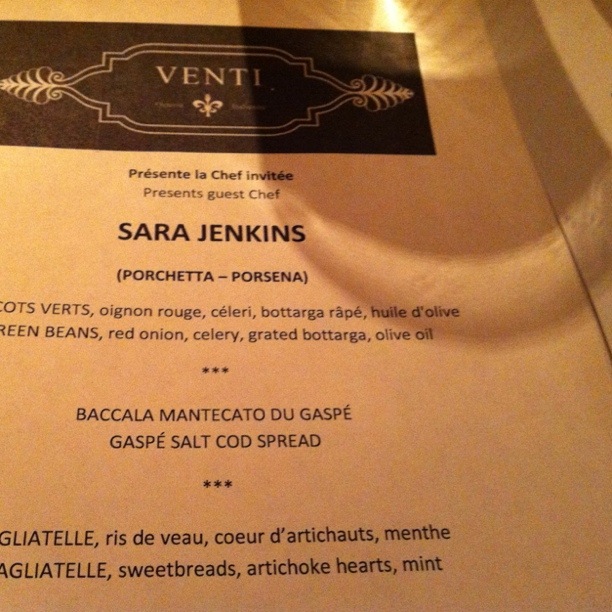 VENTI
Présente la Chef invitée
Presents guest Chef
SARA JENKINS
(PORCHETTA – PORSENA)
COTS VERTS, oignon rouge, céleri, bottarga râpé, huile d'olive
REEN BEANS, red onion, celery, grated bottarga, olive oil
***
BACCALA MANTECATO DU GASPÉ
GASPÉ SALT COD SPREAD
***
GLIATELLE, ris de veau, coeur d'artichauts, menthe
AGLIATELLE, sweetbreads, artichoke hearts, mint